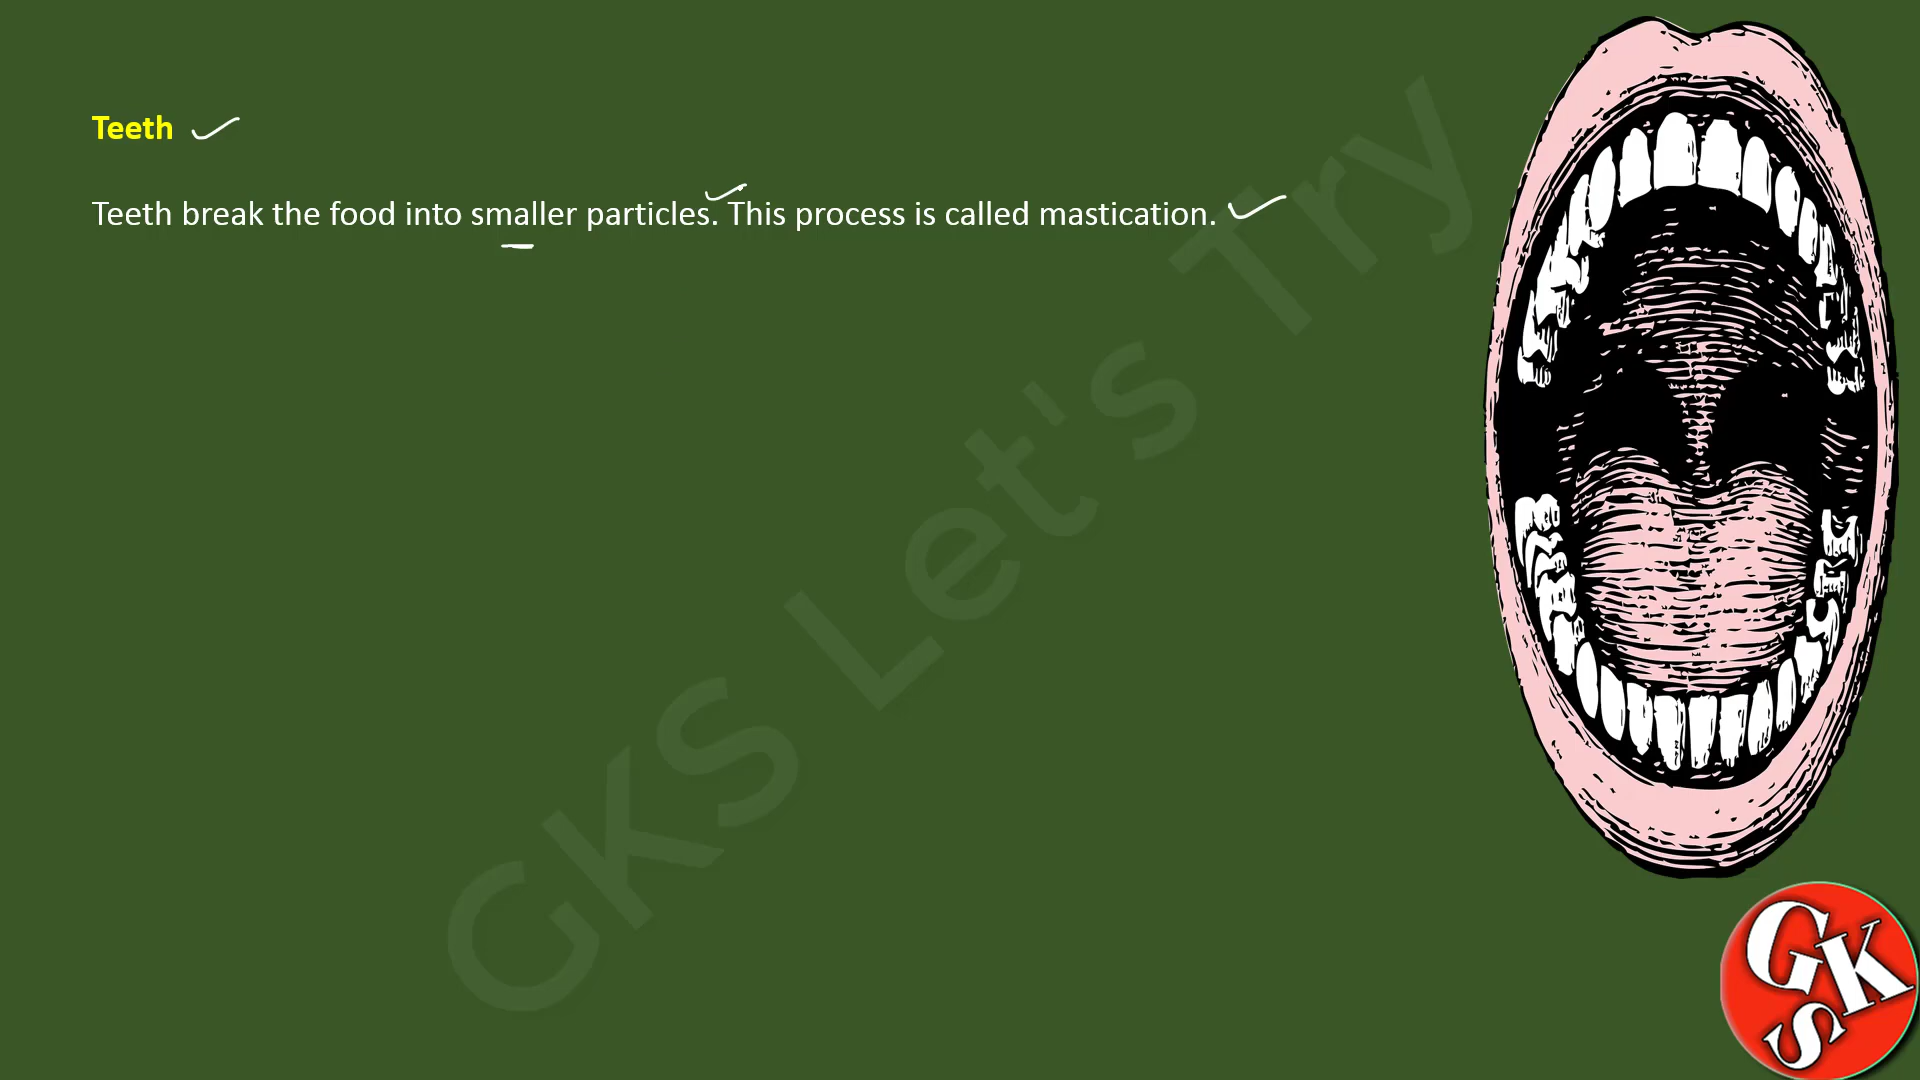 Teeth
Teeth break the food into smaller particles. This process is called mastication.
GKS Let's Try
GKS